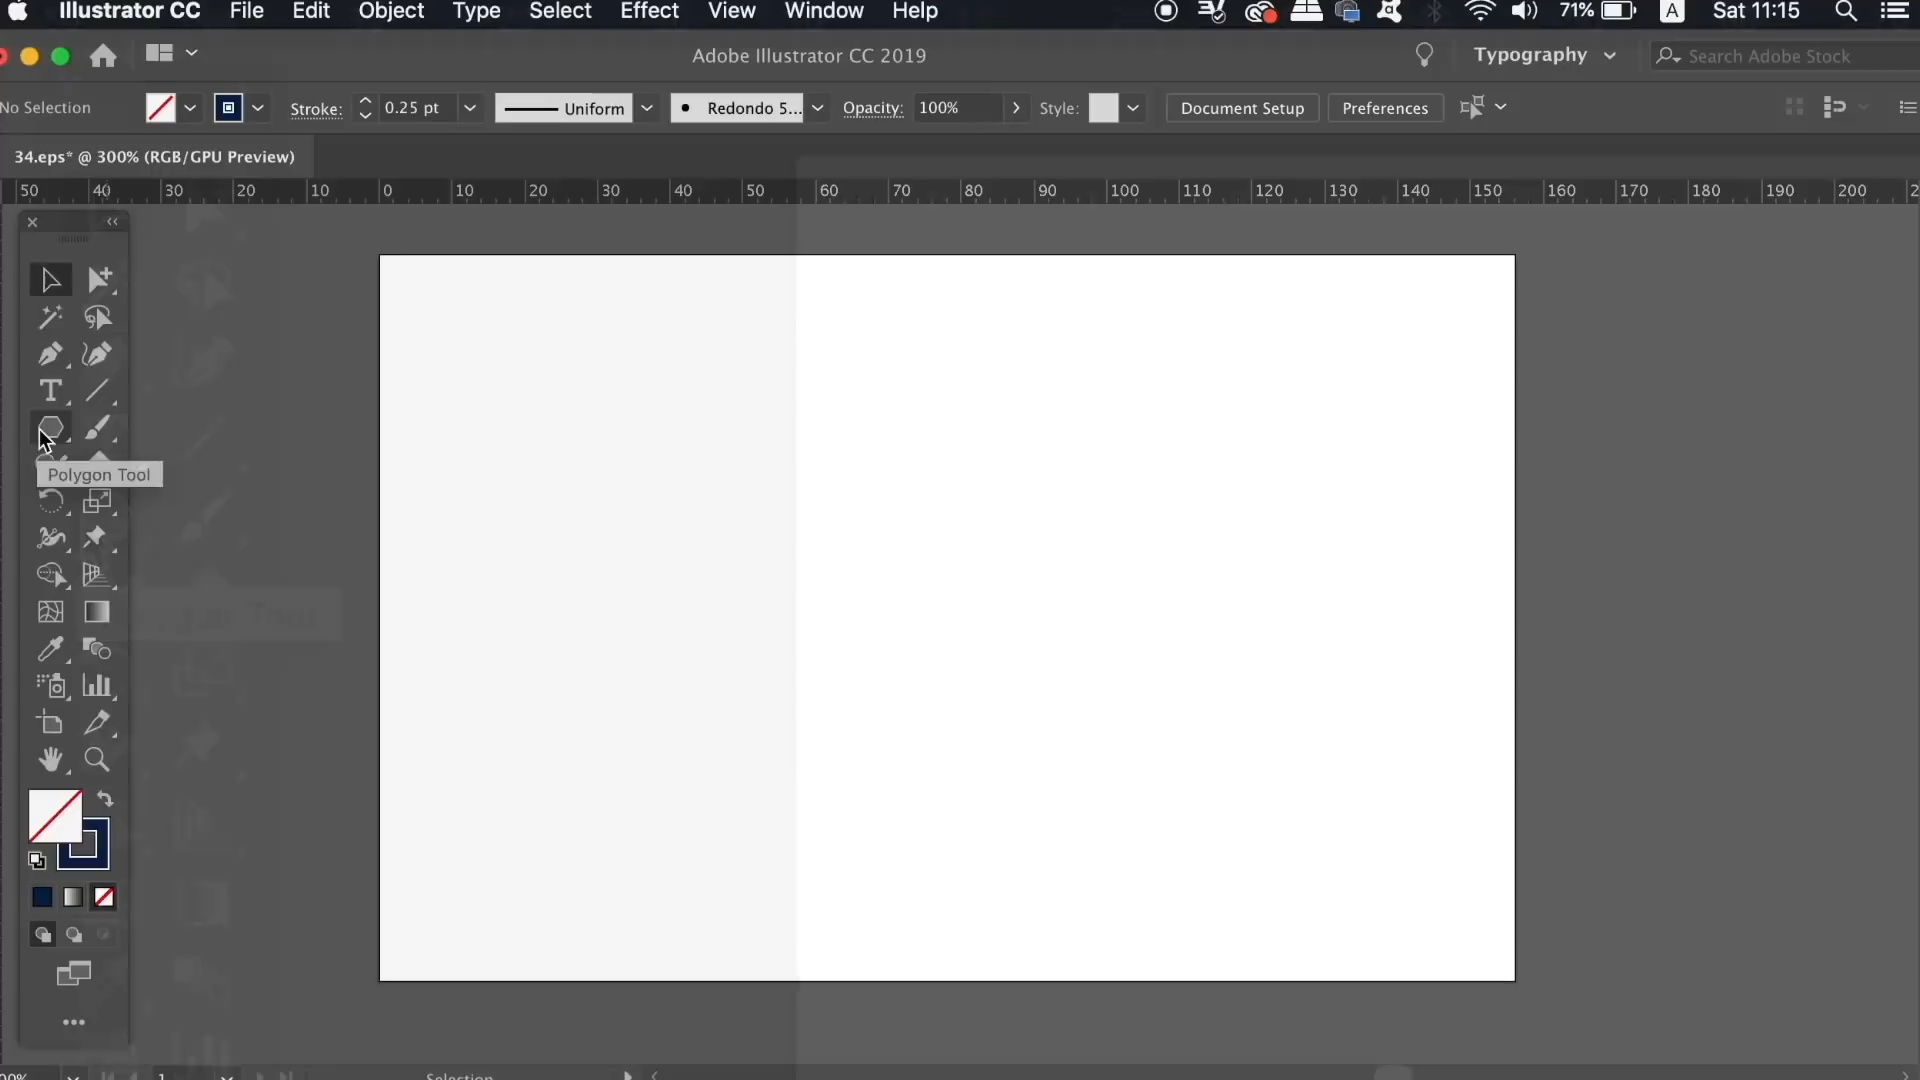 Illustrator CC File Edit Object Type Select Effect View Window Help 71% A Sat 11:15
Adobe Illustrator CC 2019 Typography Search Adobe Stock
No Selection Stroke: 0.25 pt Uniform Redondo 5... Opacity: 100% Style: Document Setup Preferences
34.eps* @ 300% (RGB/GPU Preview)
50 40 30 20 10 0 10 20 30 40 50 60 70 80 90 100 110 120 130 140 150 160 170 180 190 200
Polygon Tool
Selection